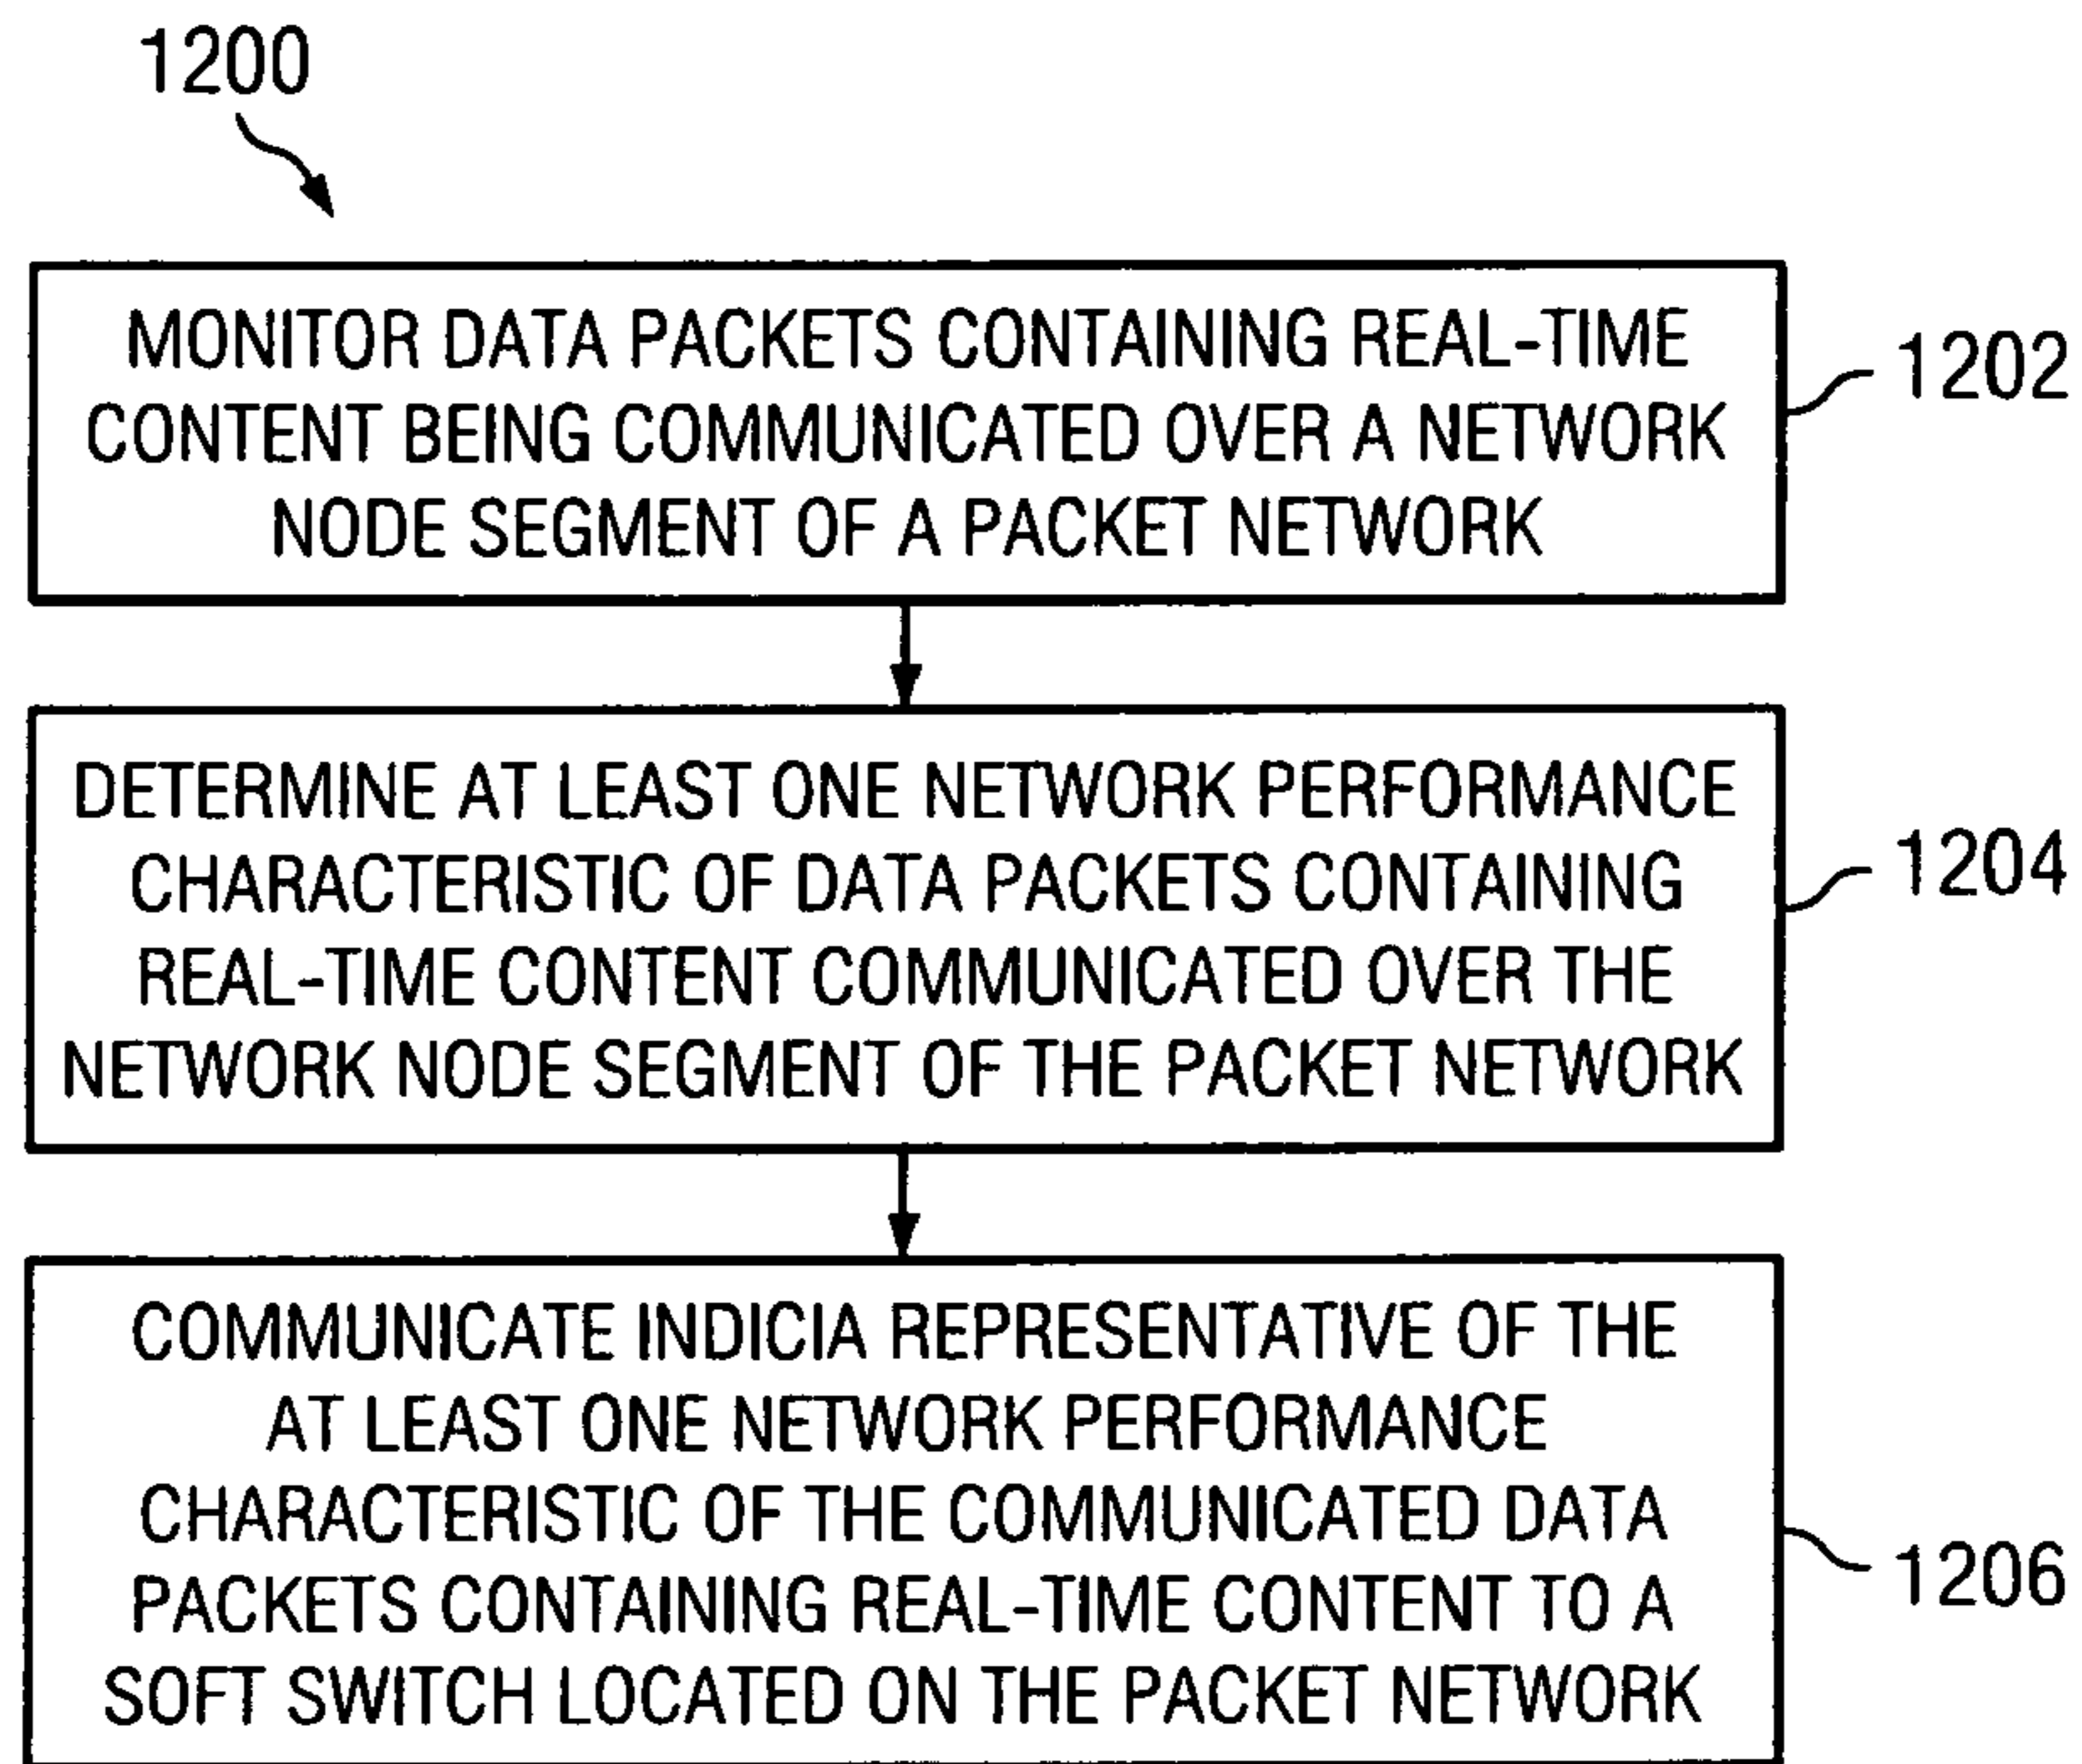 1200
MONITOR DATA PACKETS CONTAINING REAL-TIME
CONTENT BEING COMMUNICATED OVER A NETWORK
NODE SEGMENT OF A PACKET NETWORK
1202
DETERMINE AT LEAST ONE NETWORK PERFORMANCE
CHARACTERISTIC OF DATA PACKETS CONTAINING
REAL-TIME CONTENT COMMUNICATED OVER THE
NETWORK NODE SEGMENT OF THE PACKET NETWORK
1204
COMMUNICATE INDICIA REPRESENTATIVE OF THE
AT LEAST ONE NETWORK PERFORMANCE
CHARACTERISTIC OF THE COMMUNICATED DATA
PACKETS CONTAINING REAL-TIME CONTENT TO A
SOFT SWITCH LOCATED ON THE PACKET NETWORK
1206